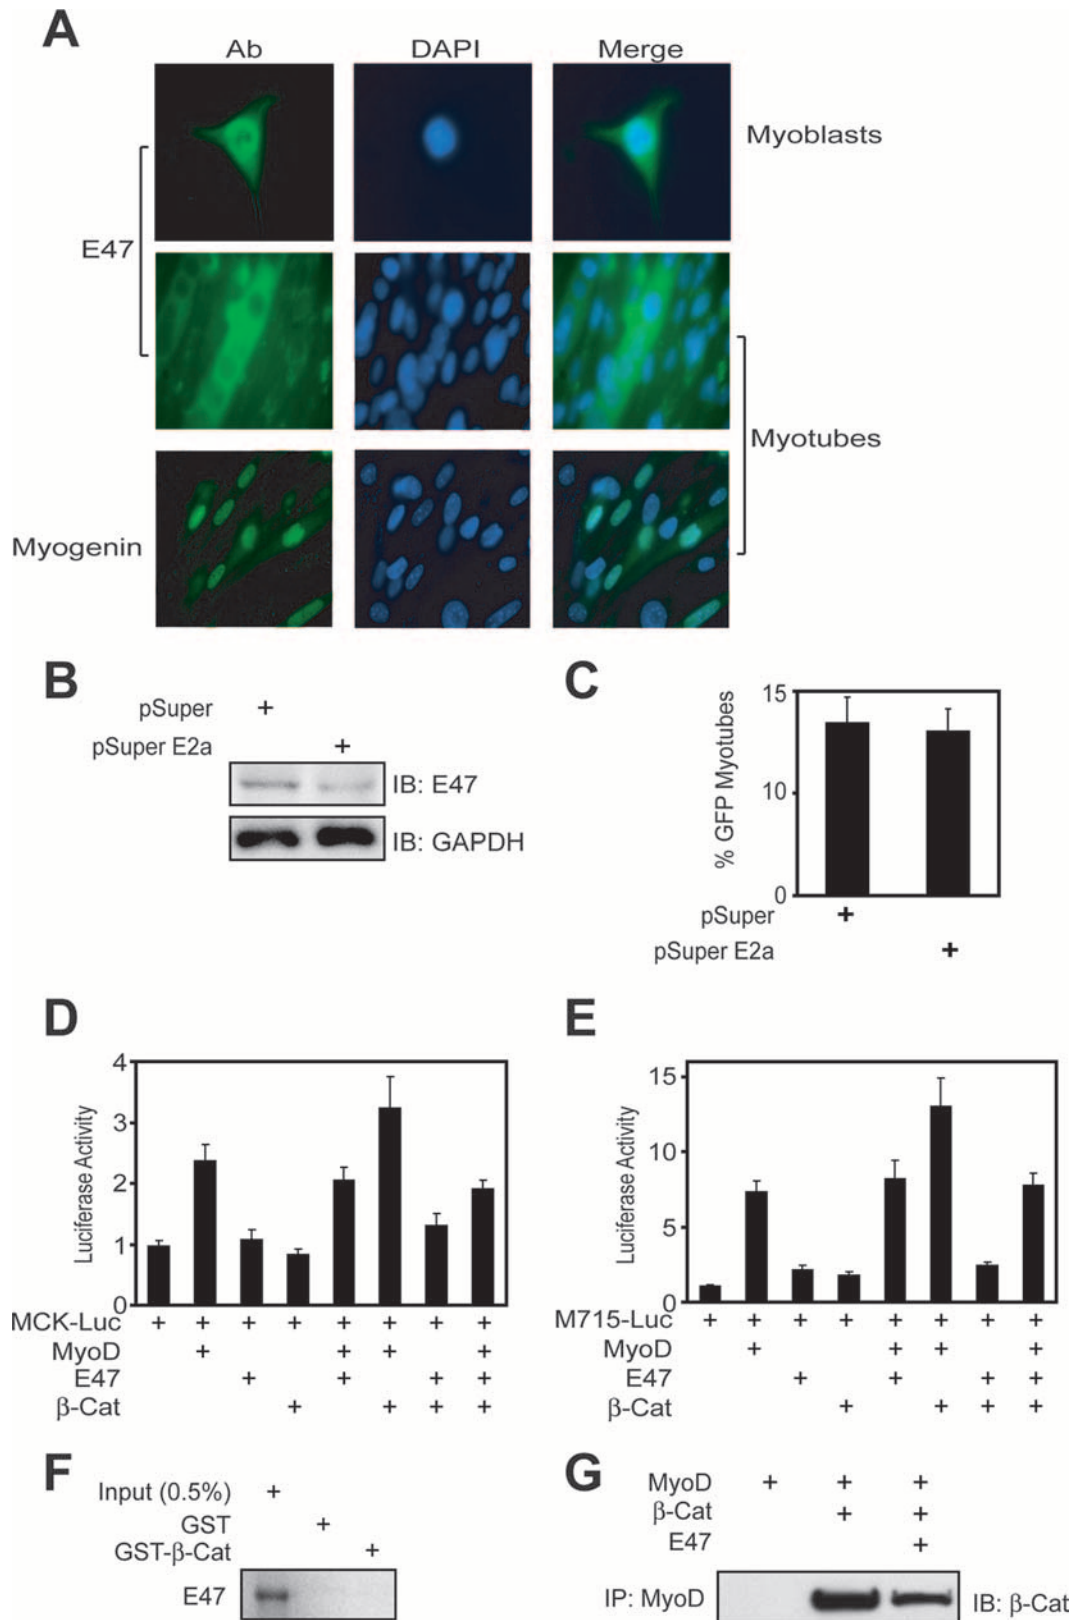 A
Ab DAPI Merge
Myoblasts
E47
Myotubes
Myogenin
B
pSuper +
pSuper E2a +
IB: E47
IB: GAPDH
C
% GFP Myotubes
15
10
0
pSuper +
pSuper E2a +
D
Luciferase Activity
4
3
2
1
0
MCK-Luc + + + + + + + +
MyoD + + + +
E47 + + + +
β-Cat + + + +
E
Luciferase Activity
15
10
5
0
M715-Luc + + + + + + + +
MyoD + + + +
E47 + + + +
β-Cat + + + +
F
Input (0.5%) +
GST +
GST-β-Cat +
E47
G
MyoD + + +
β-Cat + +
E47 +
IP: MyoD IB: β-Cat